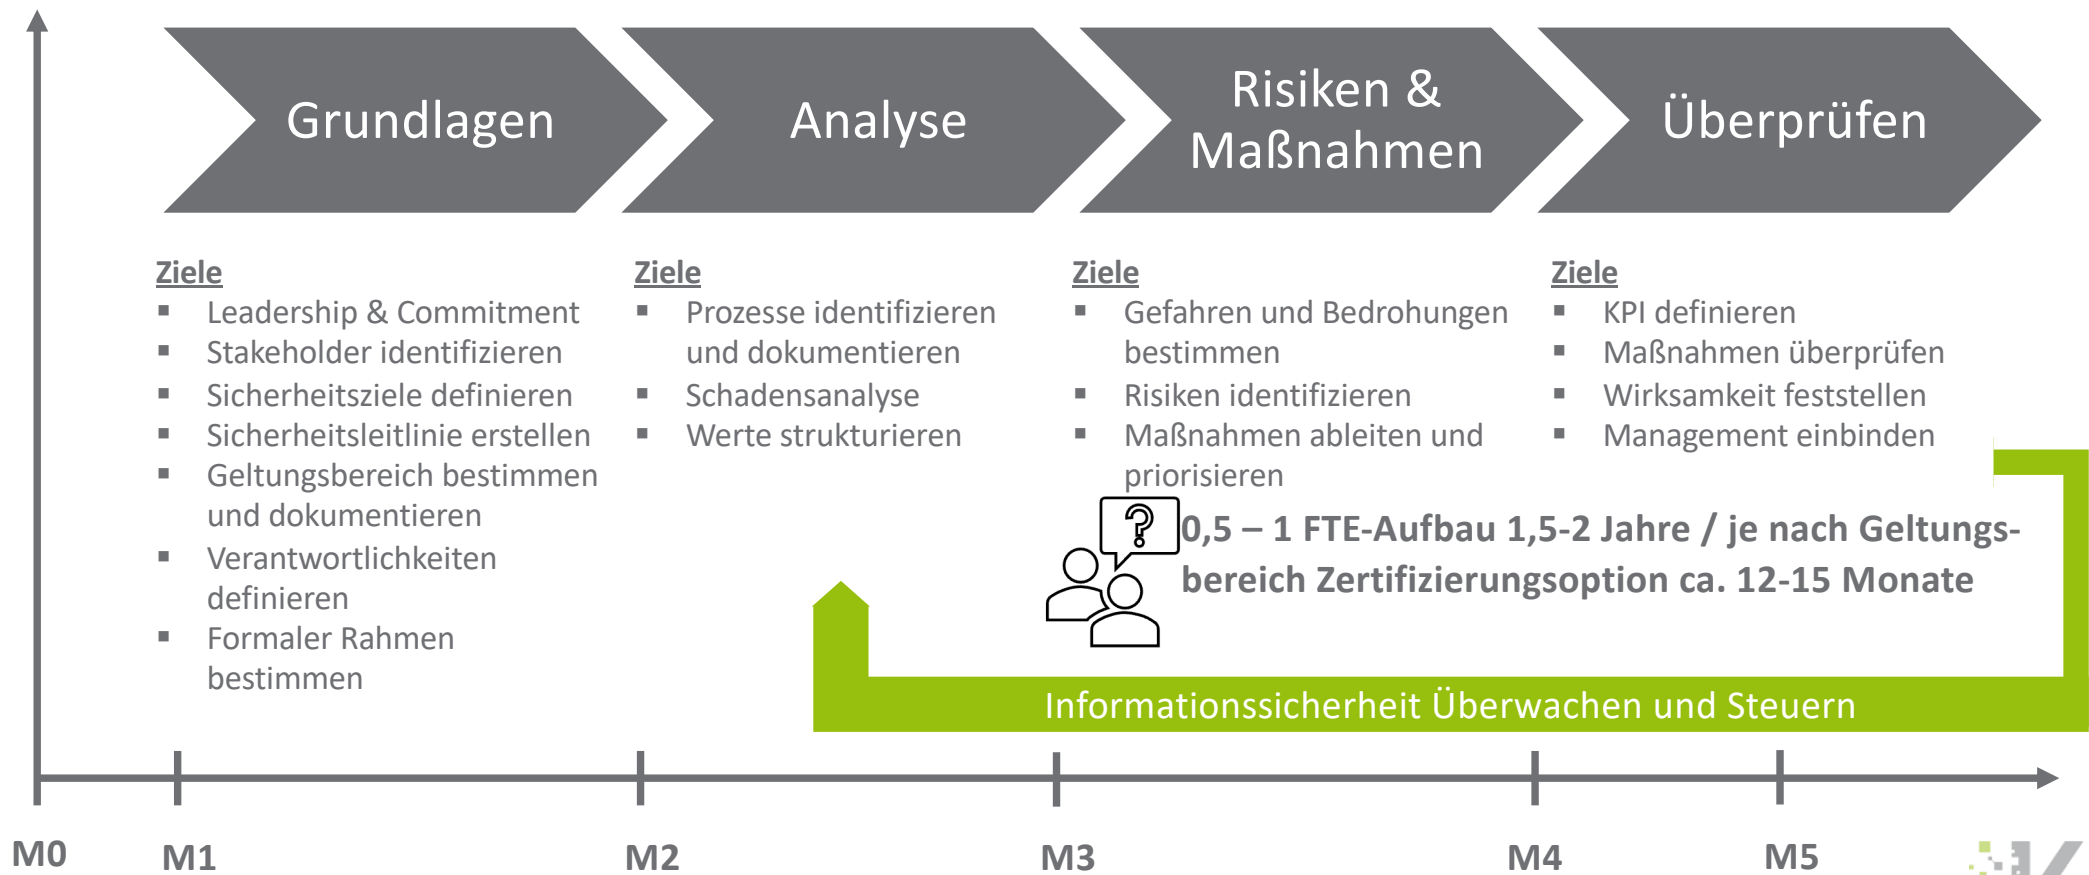 Grundlagen
Analyse
Risiken &
Maßnahmen
Überprüfen
Ziele
▪ Leadership & Commitment
▪ Stakeholder identifizieren
▪ Sicherheitsziele definieren
▪ Sicherheitsleitlinie erstellen
▪ Geltungsbereich bestimmen
und dokumentieren
▪ Verantwortlichkeiten
definieren
▪ Formaler Rahmen
bestimmen
Ziele
▪ Prozesse identifizieren
und dokumentieren
▪ Schadensanalyse
▪ Werte strukturieren
Ziele
▪ Gefahren und Bedrohungen
bestimmen
▪ Risiken identifizieren
▪ Maßnahmen ableiten und
priorisieren
Ziele
▪ KPI definieren
▪ Maßnahmen überprüfen
▪ Wirksamkeit feststellen
▪ Management einbinden
?
0,5 – 1 FTE-Aufbau 1,5-2 Jahre / je nach Geltungs-
bereich Zertifizierungsoption ca. 12-15 Monate
Informationssicherheit Überwachen und Steuern
M0
M1
M2
M3
M4
M5